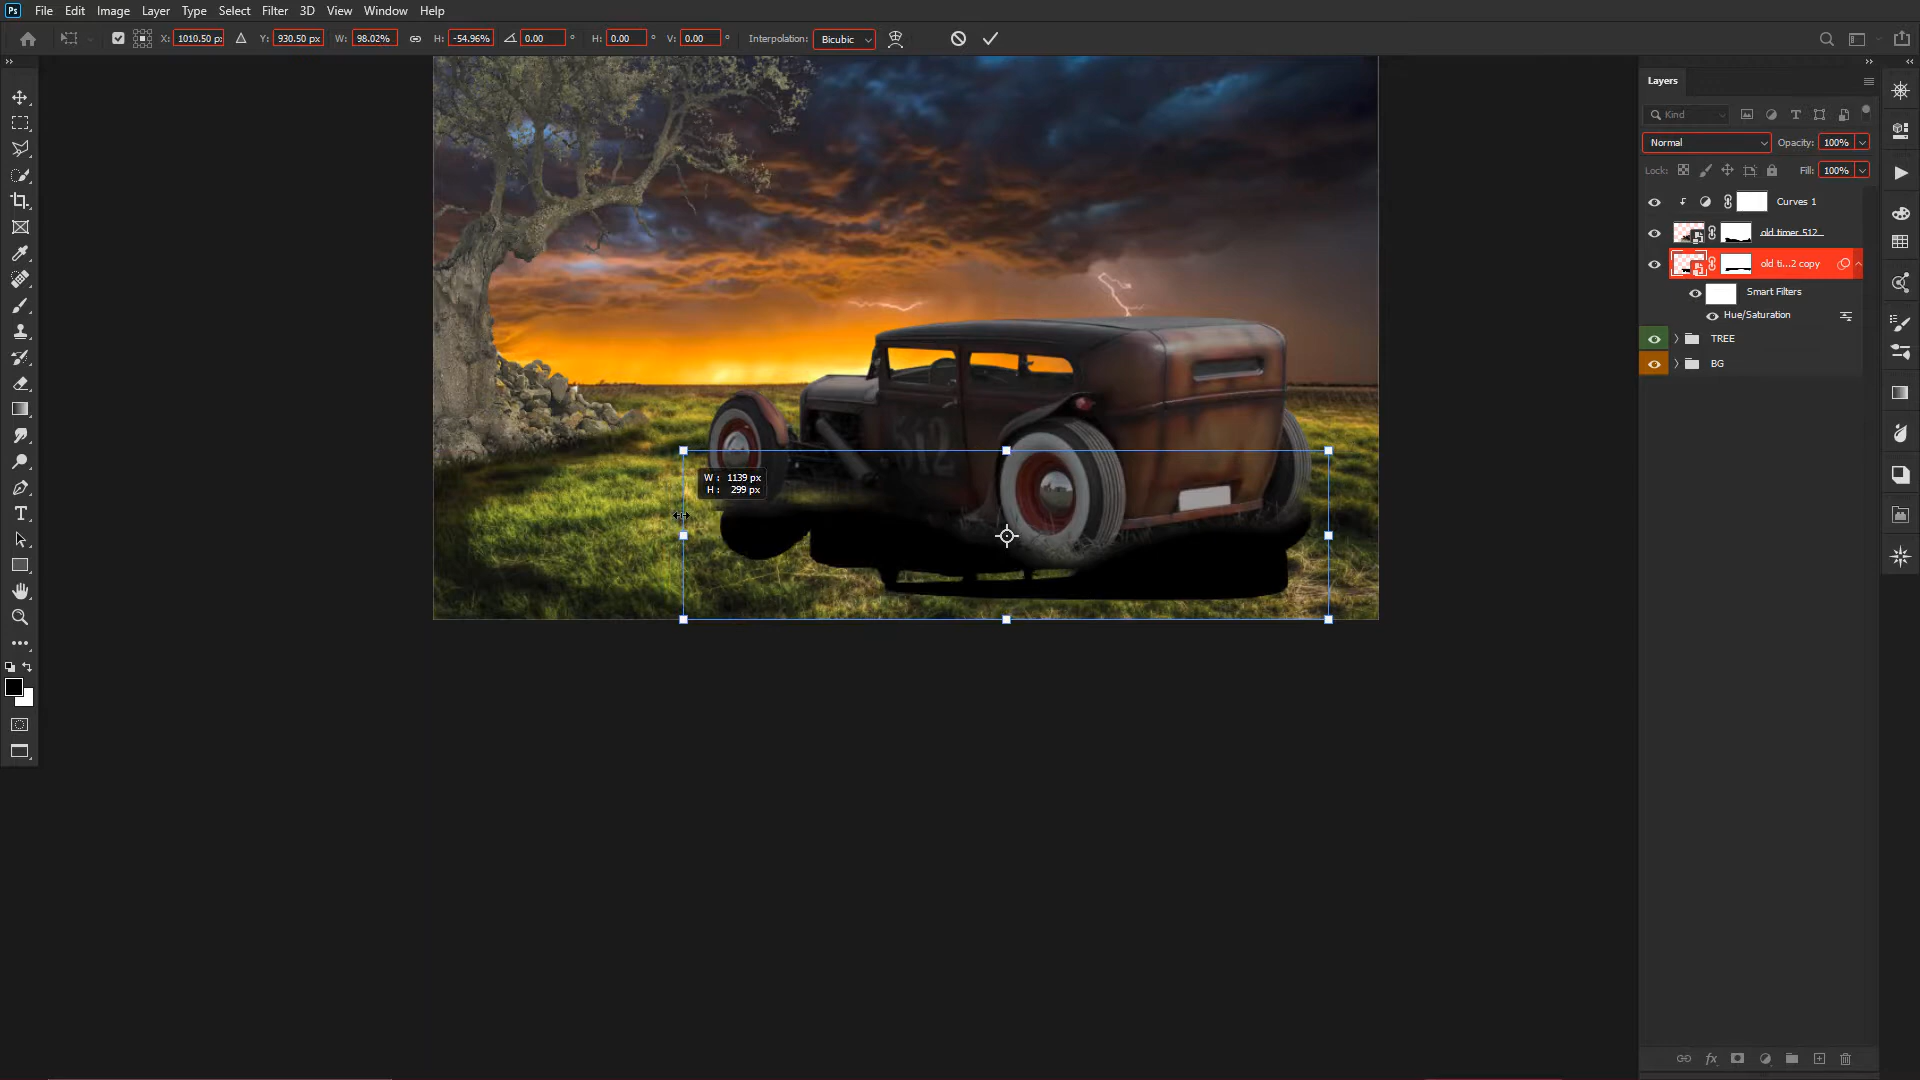 Ps File Edit Image Layer Type Select Filter 3D View Window Help
X: 1010.50 px Y: 930.50 px W: 98.02% H: -54.96% 0.00 ° H: 0.00 ° V: 0.00 ° Interpolation: Bicubic
Layers
Kind
Normal Opacity: 100%
Lock: Fill: 100%
Curves 1
old timer 512
old ti...2 copy
Smart Filters
Hue/Saturation
TREE
BG
512
W : 1139 px
H : 299 px